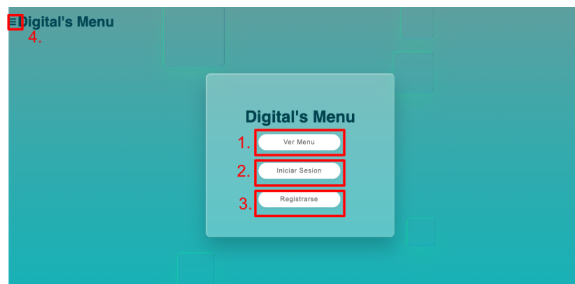 ≡Digital's Menu
4.
Digital's Menu
1. Ver Menu
2. Iniciar Sesion
3. Registrarse